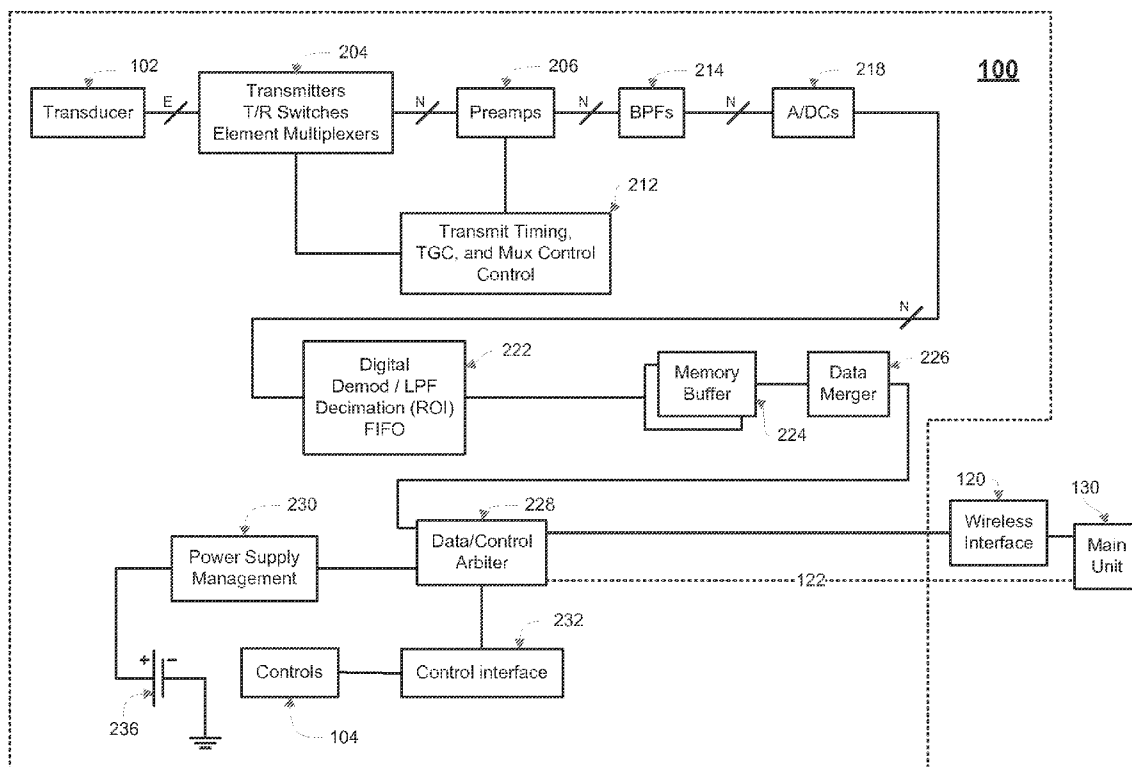 102
204
206
214
218
100
Transducer
E
Transmitters
T/R Switches
Element Multiplexers
N
Preamps
N
BPFs
N
A/DCs
212
Transmit Timing,
TGC, and Mux Control
Control
N
222
Digital
Demod / LPF
Decimation (ROI)
FIFO
Memory
Buffer
224
Data
Merger
226
230
Power Supply
Management
228
Data/Control
Arbiter
120
Wireless
Interface
130
Main
Unit
122
232
Control interface
Controls
104
+
−
236